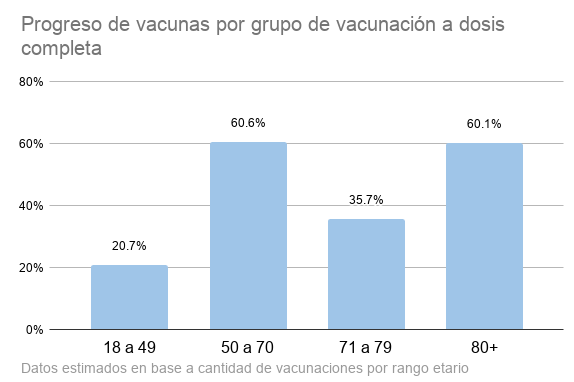 Progreso de vacunas por grupo de vacunación a dosis
completa
80%
60%
40%
20%
0%
20.7%
60.6%
35.7%
60.1%
18 a 49
50 a 70
71 a 79
80+
Datos estimados en base a cantidad de vacunaciones por rango etario